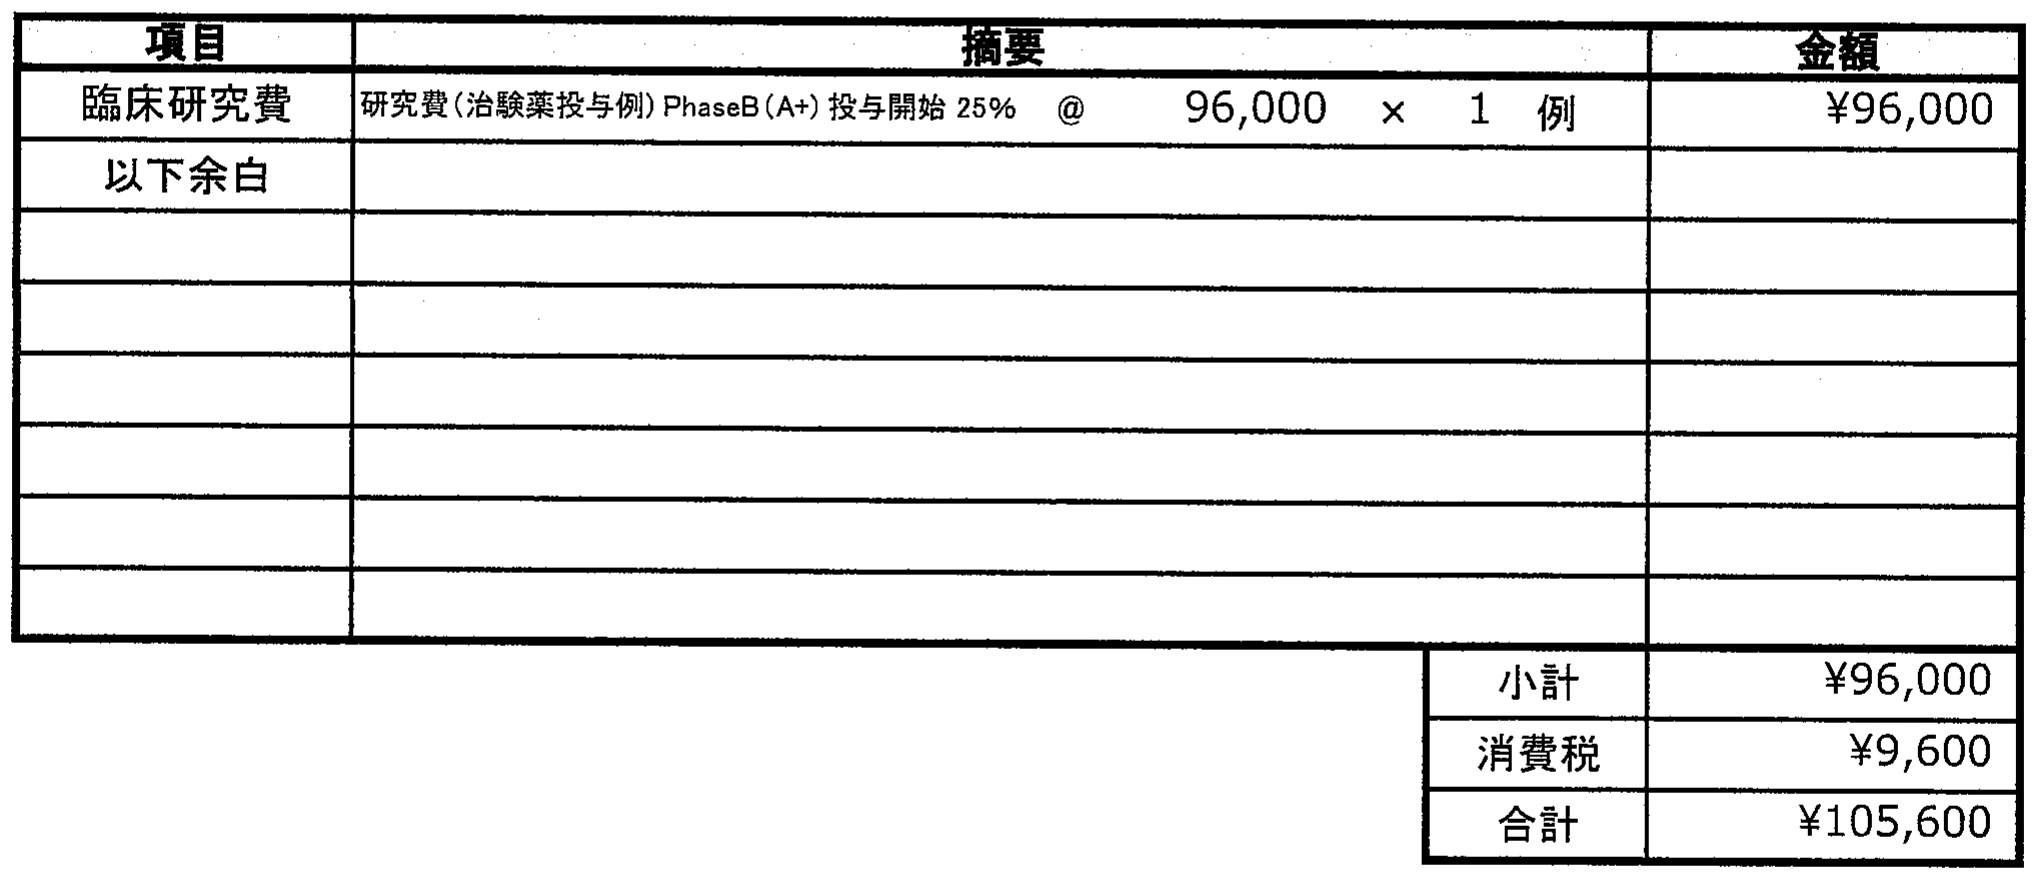 項目 摘要 金額
臨床研究費 研究費（治験薬投与例）PhaseB（A+）投与開始 25% @ 96,000 × 1 例 ¥96,000
以下余白
小計 ¥96,000
消費税 ¥9,600
合計 ¥105,600